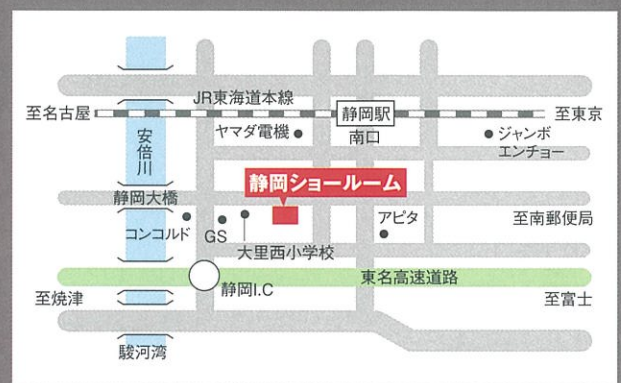 JR東海道本線
至名古屋
静岡駅
至東京
ヤマダ電機
南口
ジャンボ
エンチョー
安倍川
静岡ショールーム
静岡大橋
コンコルド
GS
大里西小学校
アピタ
至南郵便局
東名高速道路
静岡I.C
至焼津
至富士
駿河湾